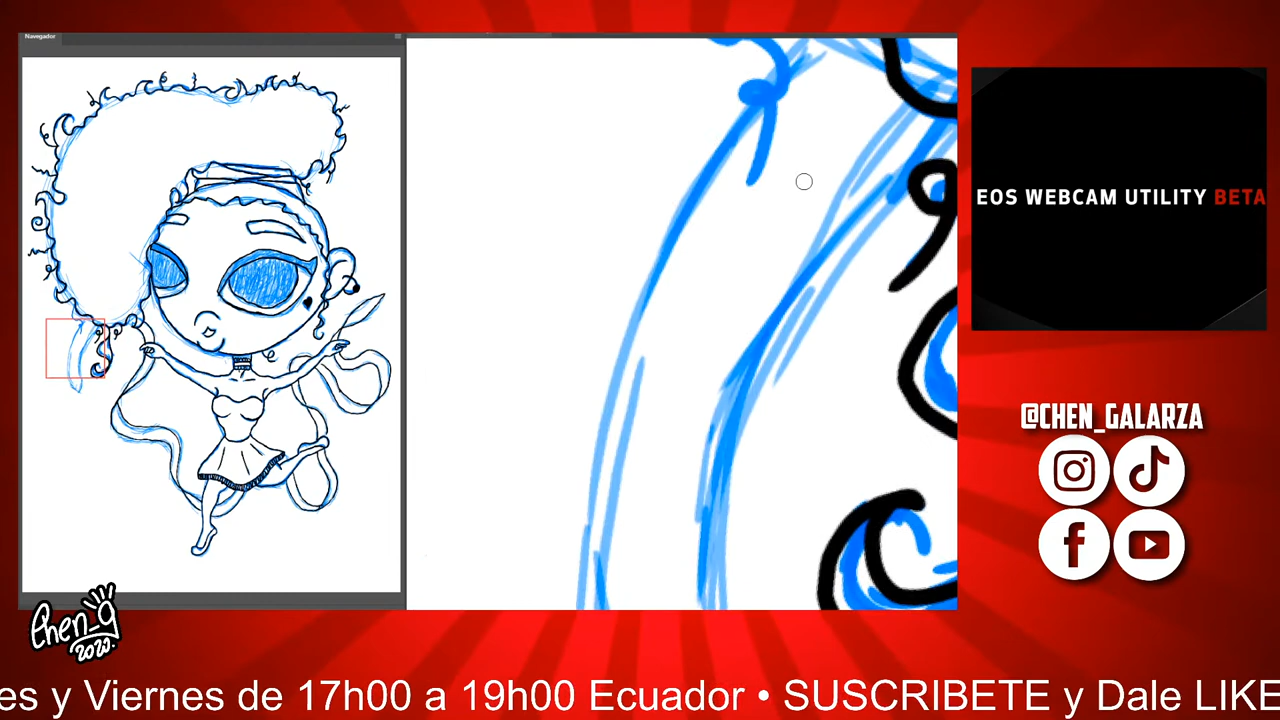 Navegador
EOS WEBCAM UTILITY BETA
@CHEN_GALARZA
Chen_g
2020.
es y Viernes de 17h00 a 19h00 Ecuador • SUSCRIBETE y Dale LIKE